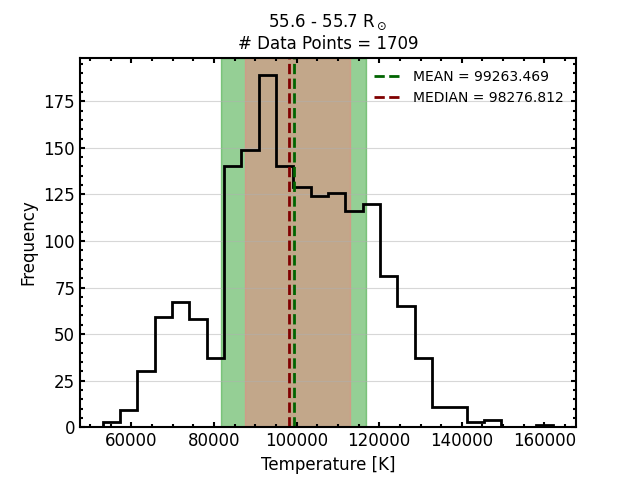 55.6 - 55.7 R⊙
# Data Points = 1709
MEAN = 99263.469
MEDIAN = 98276.812
175
150
125
100
75
50
25
0
Frequency
60000 80000 100000 120000 140000 160000
Temperature [K]